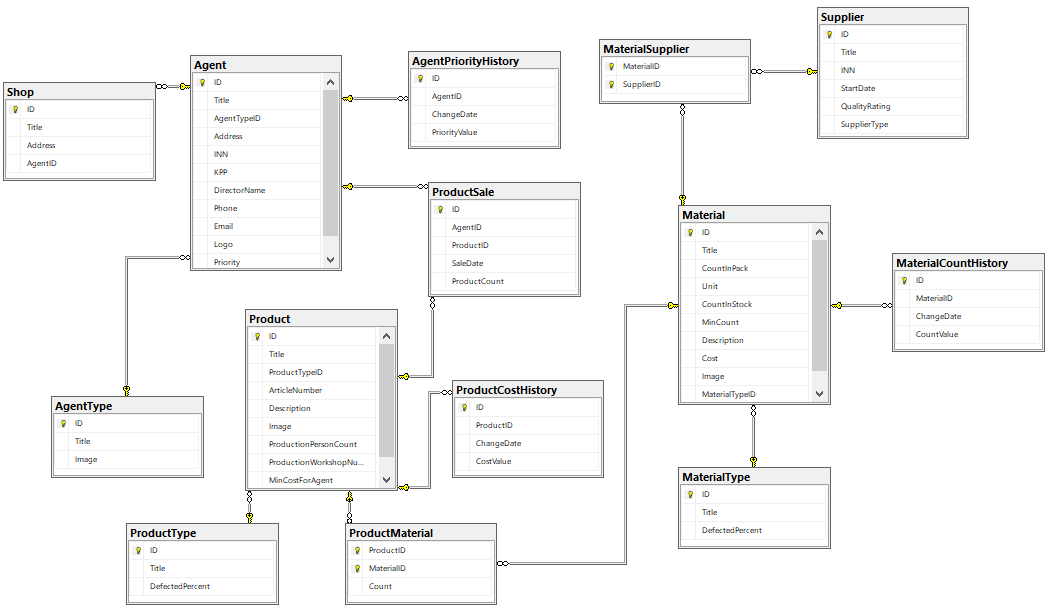 Shop
ID
Title
Address
AgentID
Agent
ID
Title
AgentTypeID
Address
INN
KPP
DirectorName
Phone
Email
Logo
Priority
AgentPriorityHistory
ID
AgentID
ChangeDate
PriorityValue
MaterialSupplier
MaterialID
SupplierID
Supplier
ID
Title
INN
StartDate
QualityRating
SupplierType
ProductSale
ID
AgentID
ProductID
SaleDate
ProductCount
Material
ID
Title
CountInPack
Unit
CountInStock
MinCount
Description
Cost
Image
MaterialTypeID
MaterialCountHistory
ID
MaterialID
ChangeDate
CountValue
Product
ID
Title
ProductTypeID
ArticleNumber
Description
Image
ProductionPersonCount
ProductionWorkshopNu...
MinCostForAgent
ProductCostHistory
ID
ProductID
ChangeDate
CostValue
AgentType
ID
Title
Image
MaterialType
ID
Title
DefectedPercent
ProductType
ID
Title
DefectedPercent
ProductMaterial
ProductID
MaterialID
Count